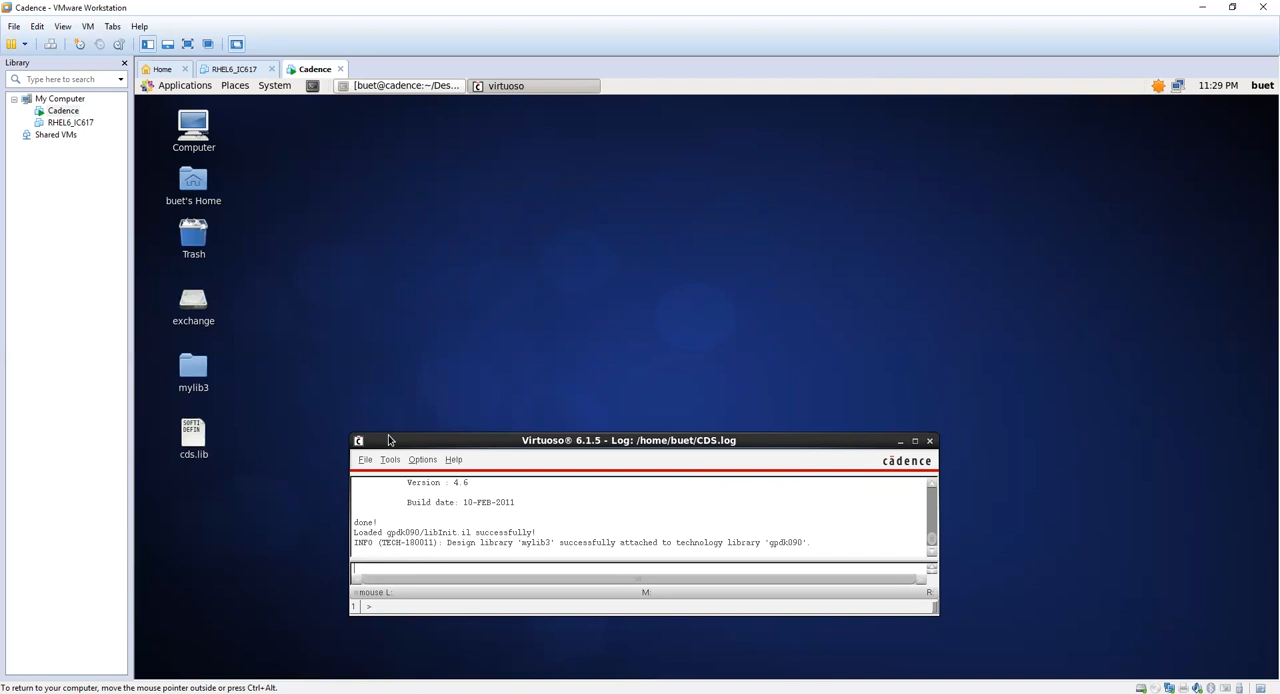 Cadence - VMware Workstation
File Edit View VM Tabs Help
Library
Type here to search
My Computer
Cadence
RHEL6_IC617
Shared VMs
Home RHEL6_IC617 Cadence
Applications Places System [buet@cadence:~/Des... virtuoso 11:29 PM buet
Computer
buet's Home
Trash
exchange
mylib3
SOFTI-
DEFIN
cds.lib
Virtuoso® 6.1.5 - Log: /home/buet/CDS.log
File Tools Options Help cādence
Version : 4.6
Build date: 10-FEB-2011
done!
Loaded gpdk090/libInit.il successfully!
INFO (TECH-180011): Design library 'mylib3' successfully attached to technology library 'gpdk090'.
mouse L: M: R:
1 >
To return to your computer, move the mouse pointer outside or press Ctrl+Alt.